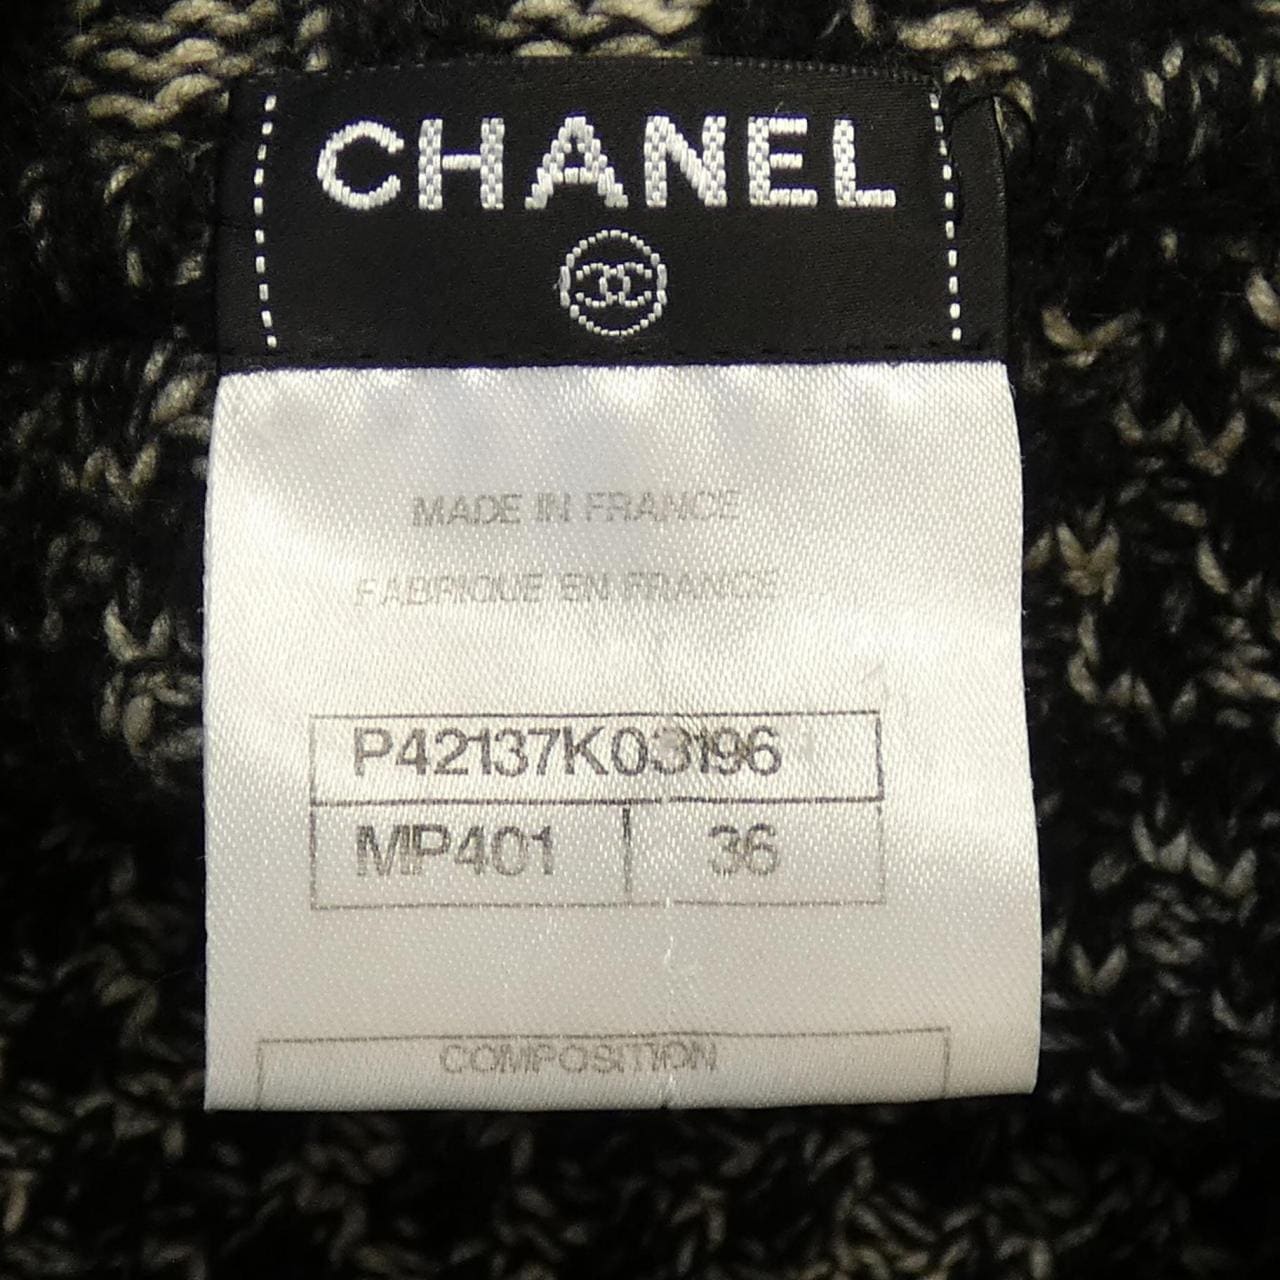 CHANEL
MADE IN FRANCE
FABRIQUE EN FRANCE
P42137K03196
MP401 36
COMPOSITION